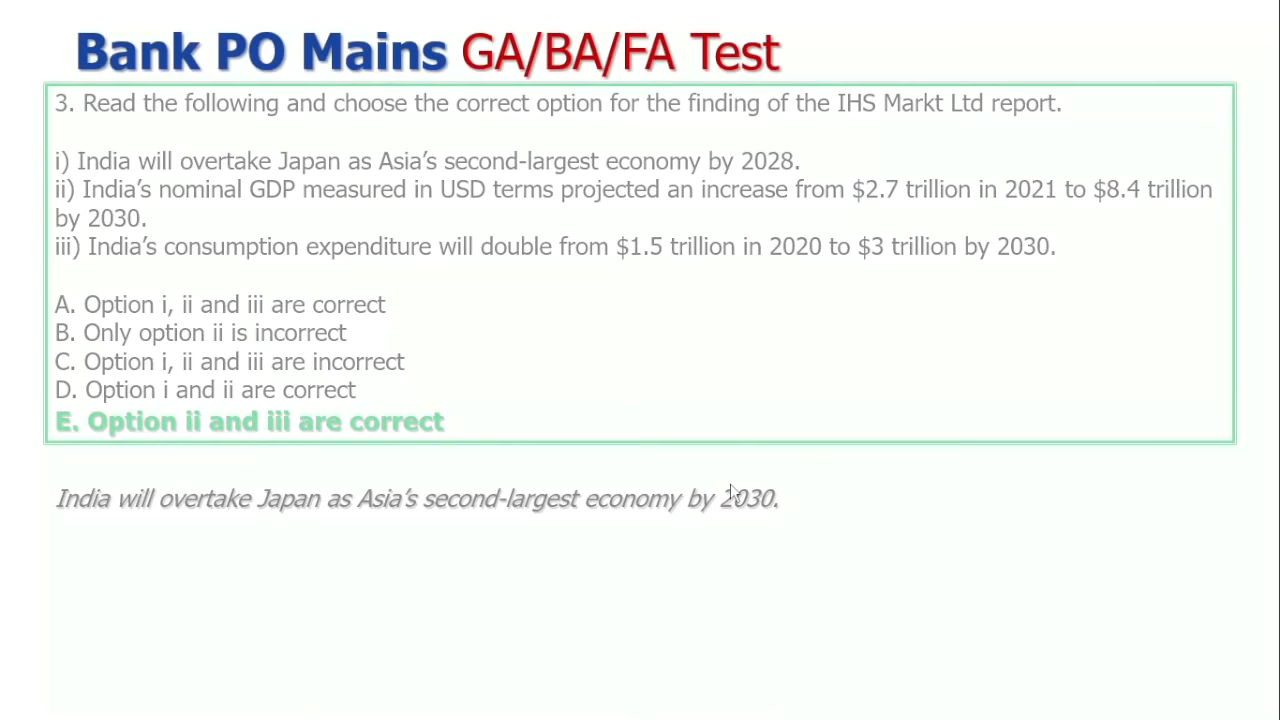 Bank PO Mains GA/BA/FA Test
3. Read the following and choose the correct option for the finding of the IHS Markt Ltd report.
i) India will overtake Japan as Asia’s second-largest economy by 2028.
ii) India’s nominal GDP measured in USD terms projected an increase from $2.7 trillion in 2021 to $8.4 trillion
by 2030.
iii) India’s consumption expenditure will double from $1.5 trillion in 2020 to $3 trillion by 2030.
A. Option i, ii and iii are correct
B. Only option ii is incorrect
C. Option i, ii and iii are incorrect
D. Option i and ii are correct
E. Option ii and iii are correct
India will overtake Japan as Asia’s second-largest economy by 2030.